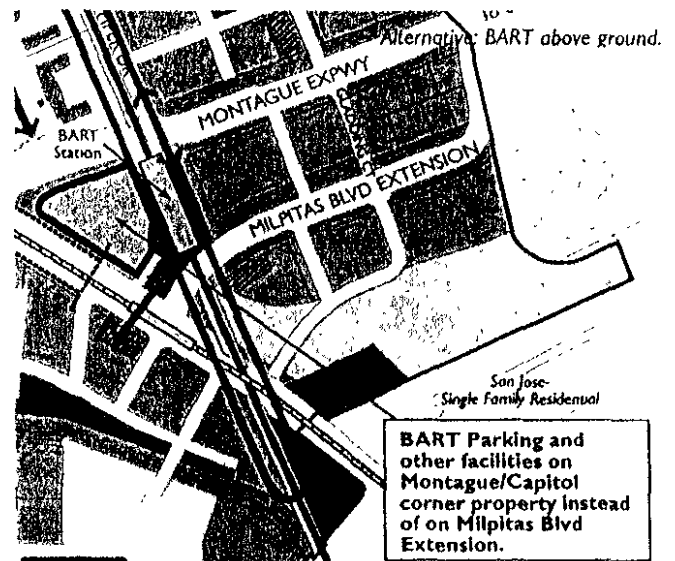 Alternative: BART above ground.
MONTAGUE EXPWY
BART
Station
MILPITAS BLVD EXTENSION
San Jose-
Single Family Residential
BART Parking and
other facilities on
Montague/Capitol
corner property instead
of on Milpitas Blvd
Extension.